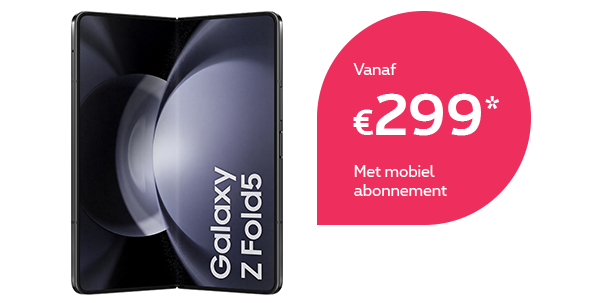 Galaxy
Z Fold5
Vanaf
€299*
Met mobiel
abonnement